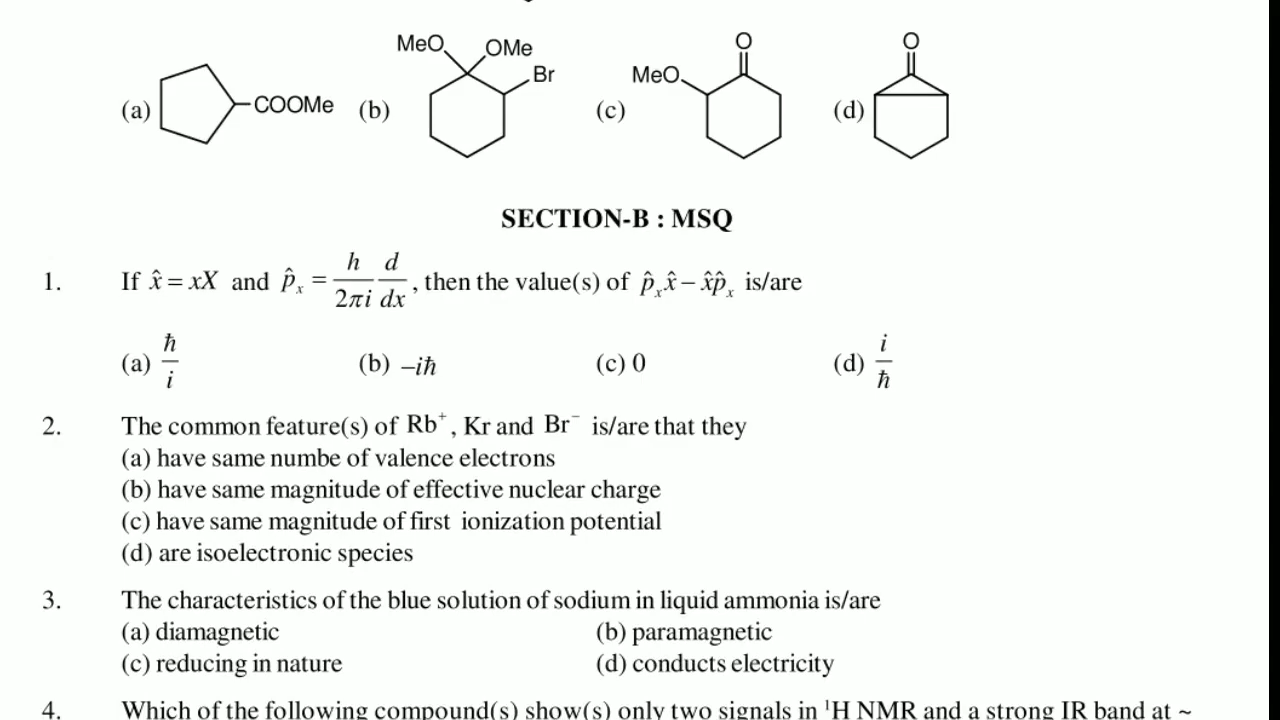 (a) COOMe (b) MeO OMe Br (c) MeO O (d) O
SECTION-B : MSQ
1. If x̂ = xX and p̂ₓ = h/2πi d/dx, then the value(s) of p̂ₓx̂ – x̂p̂ₓ is/are
(a) ħ/i (b) –iħ (c) 0 (d) i/ħ
2. The common feature(s) of Rb⁺, Kr and Br⁻ is/are that they
(a) have same numbe of valence electrons
(b) have same magnitude of effective nuclear charge
(c) have same magnitude of first ionization potential
(d) are isoelectronic species
3. The characteristics of the blue solution of sodium in liquid ammonia is/are
(a) diamagnetic (b) paramagnetic
(c) reducing in nature (d) conducts electricity
4. Which of the following compound(s) show(s) only two signals in ¹H NMR and a strong IR band at ~